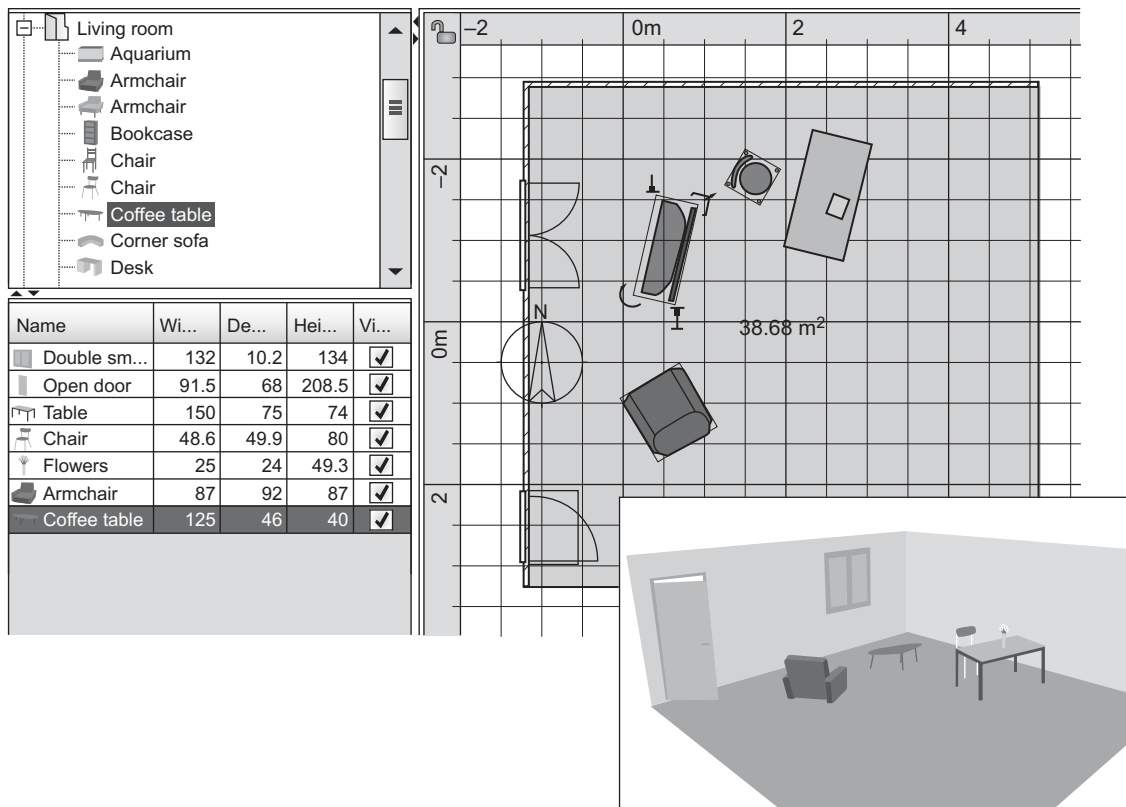 Living room
Aquarium
Armchair
Armchair
Bookcase
Chair
Chair
Coffee table
Corner sofa
Desk
Name Wi... De... Hei... Vi...
Double sm... 132 10.2 134
Open door 91.5 68 208.5
Table 150 75 74
Chair 48.6 49.9 80
Flowers 25 24 49.3
Armchair 87 92 87
Coffee table 125 46 40
–2 0m 2 4
–2
0m
2
N
38.68 m²